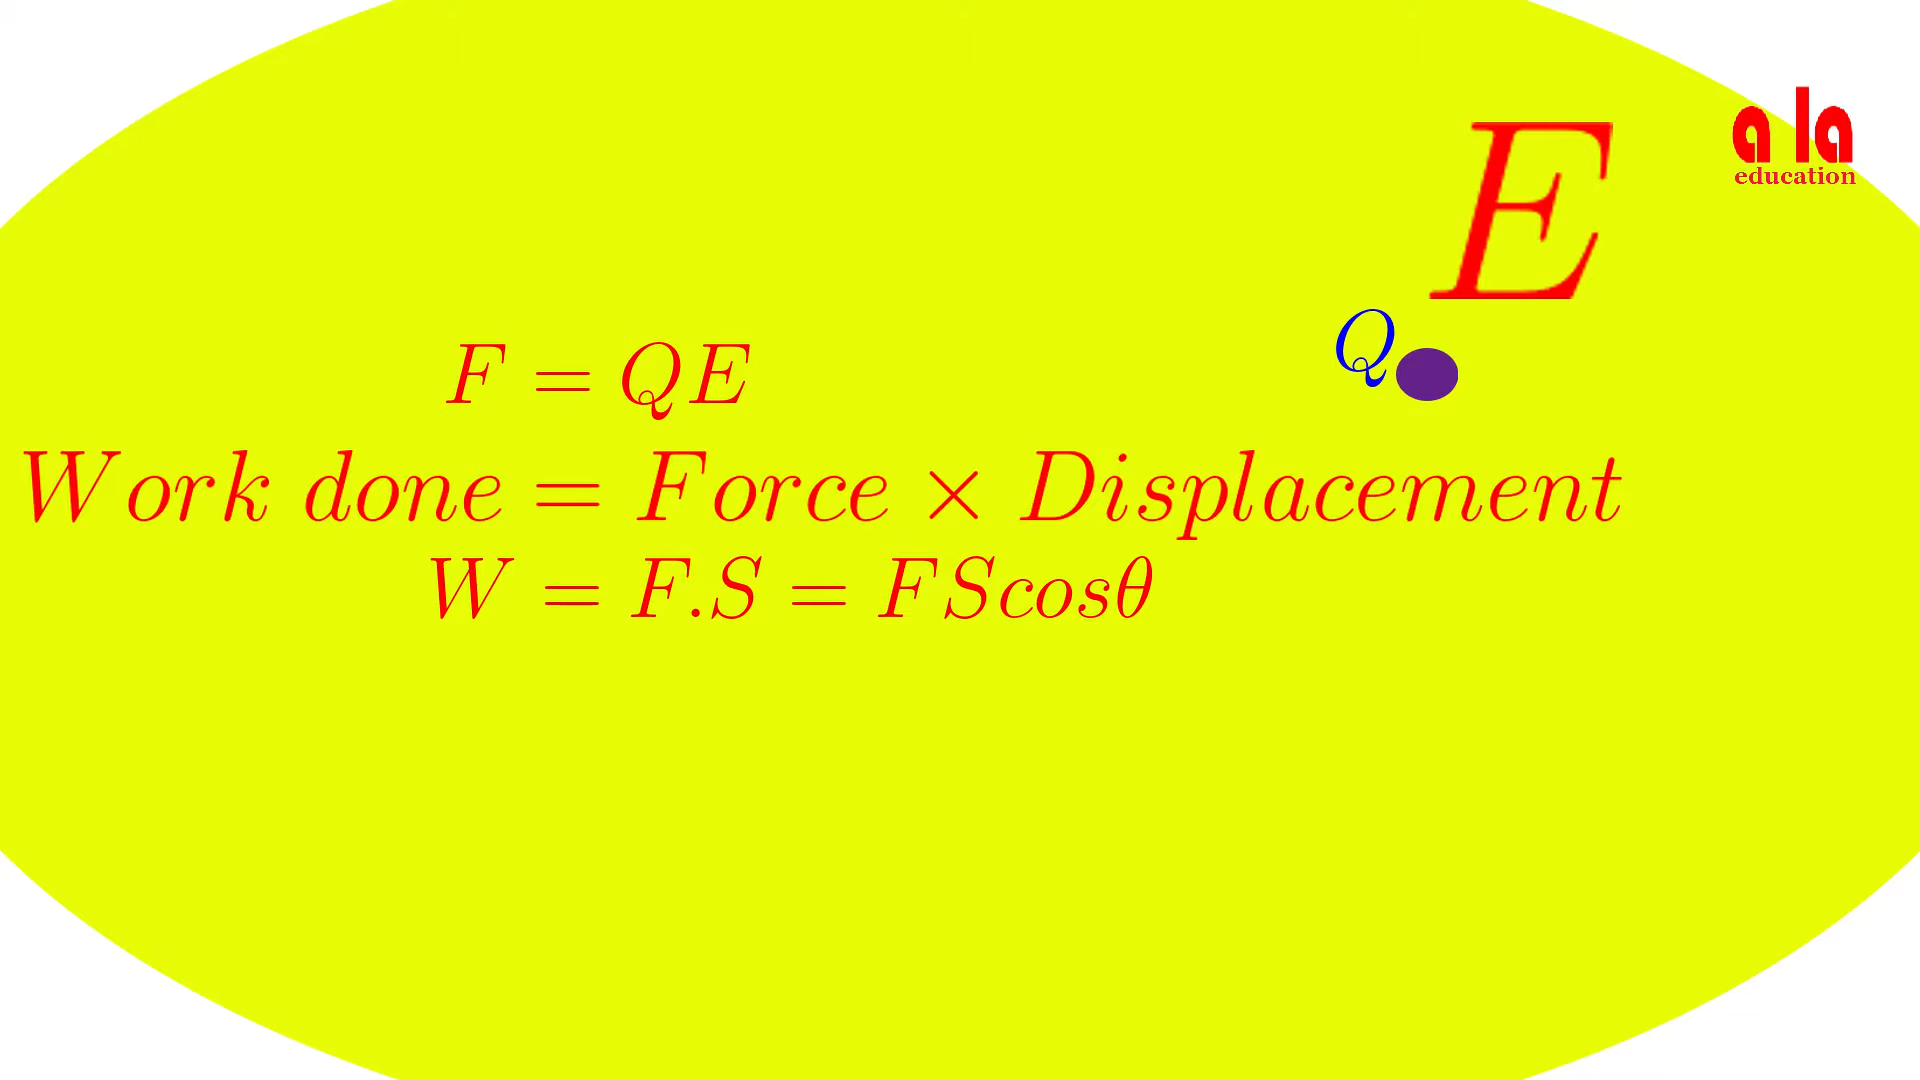 a la
education
E
Q
F = QE
Work done = Force × Displacement
W = F.S = FScosθ